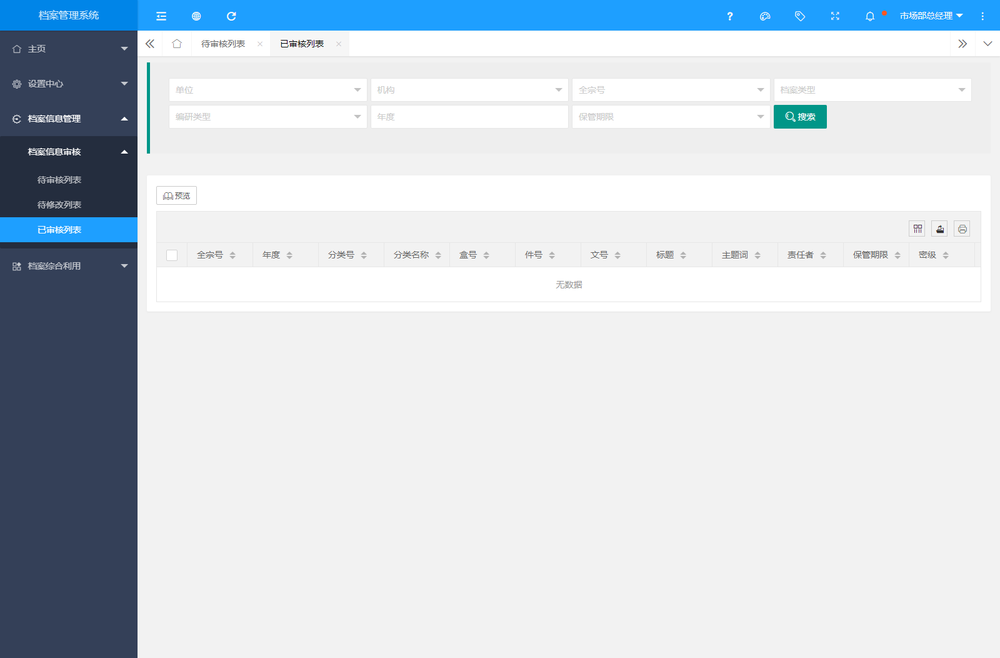 档案管理系统
? 市场部总经理
主页
设置中心
档案信息管理
档案信息审核
待审核列表
待修改列表
已审核列表
档案综合利用
待审核列表 已审核列表
单位 机构 全宗号 档案类型
编研类型 年度 保管期限 搜索
预览
全宗号 年度 分类号 分类名称 盒号 件号 文号 标题 主题词 责任者 保管期限 密级
无数据